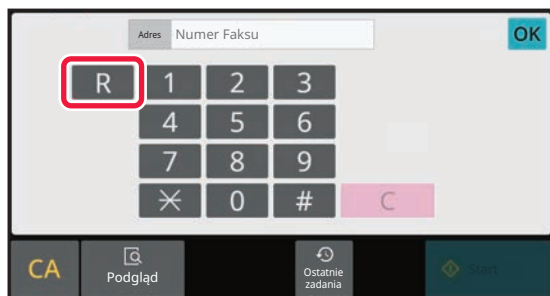 Adres Numer Faksu OK
R 1 2 3
4 5 6
7 8 9
* 0 # C
CA Podgląd Ostatnie Start
zadania